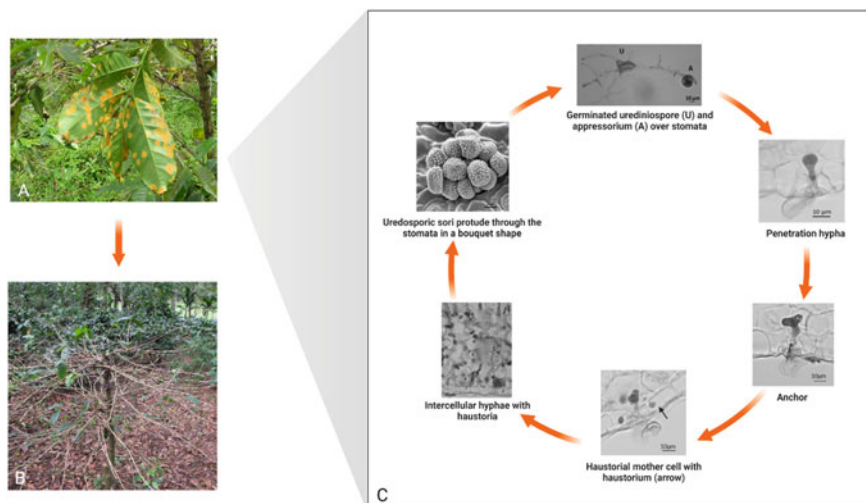 A
B
C
U
A
10 µm
Germinated urediniospore (U) and
appressorium (A) over stomata
10 µm
Penetration hypha
10µm
Anchor
10µm
Haustorial mother cell with
haustorium (arrow)
Intercellular hyphae with
haustoria
Uredosporic sori protude through the
stomata in a bouquet shape